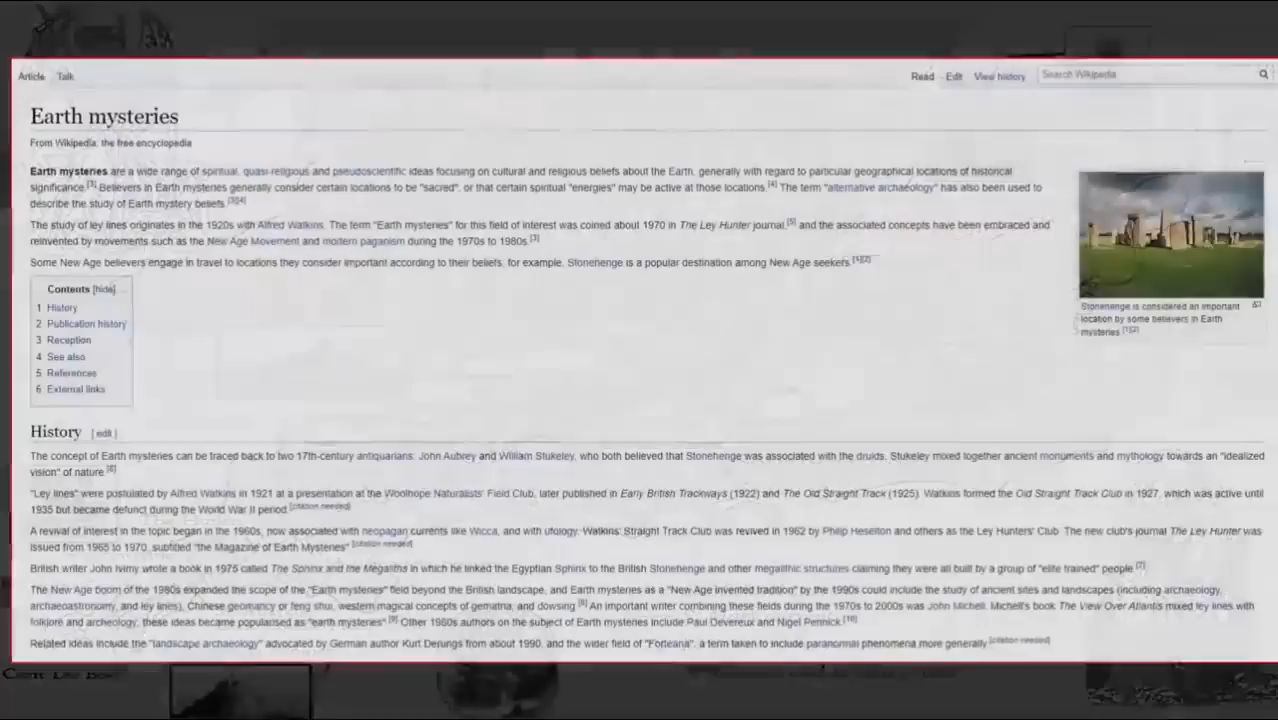 Article Talk Read Edit View history Search Wikipedia
Earth mysteries
From Wikipedia, the free encyclopedia
Earth mysteries are a wide range of spiritual, quasi-religious and pseudoscientific ideas focusing on cultural and religious beliefs about the Earth, generally with regard to particular geographical locations of historical
significance.[3] Believers in Earth mysteries generally consider certain locations to be "sacred", or that certain spiritual "energies" may be active at those locations.[4] The term "alternative archaeology" has also been used to
describe the study of Earth mystery beliefs.[3][4]
The study of ley lines originates in the 1920s with Alfred Watkins. The term "Earth mysteries" for this field of interest was coined about 1970 in The Ley Hunter journal,[5] and the associated concepts have been embraced and
reinvented by movements such as the New Age Movement and modern paganism during the 1970s to 1980s.[3]
Some New Age believers engage in travel to locations they consider important according to their beliefs; for example, Stonehenge is a popular destination among New Age seekers.[1][2]
Stonehenge is considered an important
location by some believers in Earth
mysteries.[1][2]
Contents [hide]
1 History
2 Publication history
3 Reception
4 See also
5 References
6 External links
History [edit]
The concept of Earth mysteries can be traced back to two 17th-century antiquarians: John Aubrey and William Stukeley, who both believed that Stonehenge was associated with the druids. Stukeley mixed together ancient monuments and mythology towards an "idealized
vision" of nature.[6]
"Ley lines" were postulated by Alfred Watkins in 1921 at a presentation at the Woolhope Naturalists' Field Club, later published in Early British Trackways (1922) and The Old Straight Track (1925). Watkins formed the Old Straight Track Club in 1927, which was active until
1935 but became defunct during the World War II period.[citation needed]
A revival of interest in the topic began in the 1960s, now associated with neopagan currents like Wicca, and with ufology. Watkins' Straight Track Club was revived in 1962 by Philip Heselton and others as the Ley Hunters' Club. The new club's journal The Ley Hunter was
issued from 1965 to 1970, subtitled "the Magazine of Earth Mysteries".[citation needed]
British writer John Ivimy wrote a book in 1975 called The Sphinx and the Megaliths in which he linked the Egyptian Sphinx to the British Stonehenge and other megalithic structures claiming they were all built by a group of "elite trained" people.[7]
The New Age boom of the 1980s expanded the scope of the "Earth mysteries" field beyond the British landscape, and Earth mysteries as a "New Age invented tradition" by the 1990s could include the study of ancient sites and landscapes (including archaeology,
archaeoastronomy, and ley lines), Chinese geomancy or feng shui, western magical concepts of gematria, and dowsing.[8] An important writer combining these fields during the 1970s to 2000s was John Michell. Michell's book The View Over Atlantis mixed ley lines with
folklore and archeology; these ideas became popularised as "earth mysteries".[9] Other 1980s authors on the subject of Earth mysteries include Paul Devereux and Nigel Pennick.[10]
Related ideas include the "landscape archaeology" advocated by German author Kurt Derungs from about 1990, and the wider field of "Forteana", a term taken to include paranormal phenomena more generally.[citation needed]